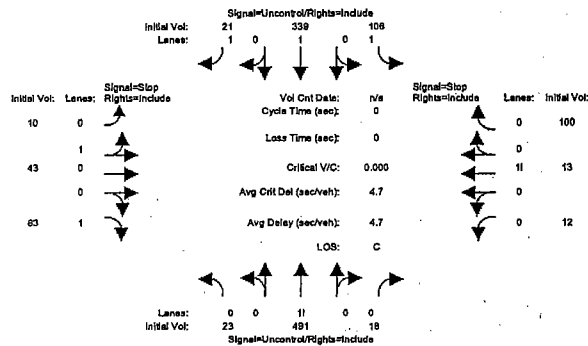 Signal=Uncontrol/Rights=Include
Initial Vol: 21 339 106
Lanes: 1 0 1 0 1
Signal=Stop
Initial Vol: Lanes: Rights=Include
Vol Cnt Date: n/a
Cycle Time (sec): 0
Signal=Stop
Rights=Include Lanes: Initial Vol:
10 0
0 100
Loss Time (sec): 0
1
0
43 0
Critical V/C: 0.000
1! 13
0
Avg Crit Del (sec/veh): 4.7
0
63 1
Avg Delay (sec/veh): 4.7
0 12
LOS: C
Lanes: 0 0 1! 0 0
Initial Vol: 23 491 18
Signal=Uncontrol/Rights=Include